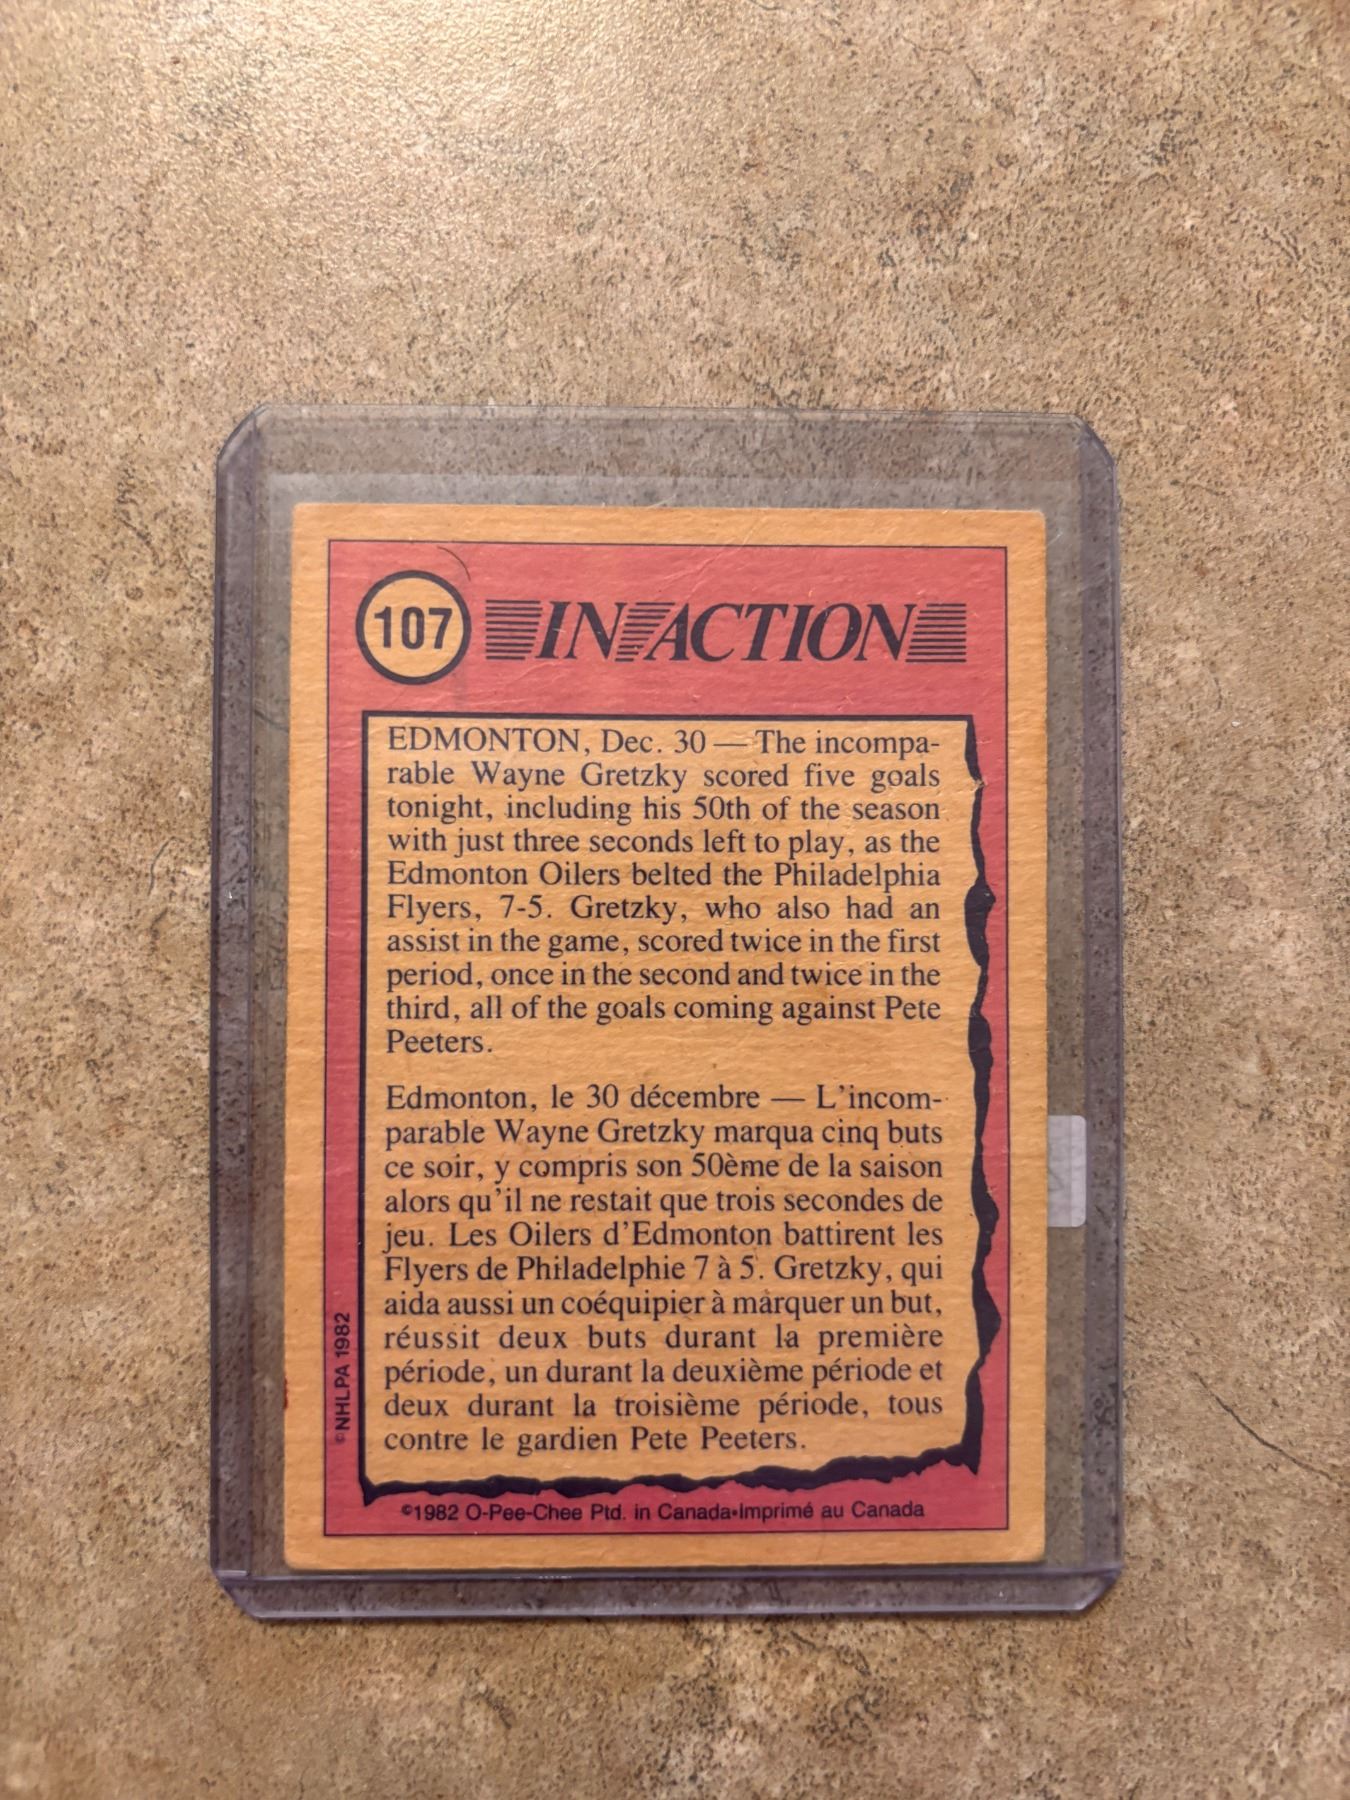 107 IN ACTION
EDMONTON, Dec. 30 — The incompa-
rable Wayne Gretzky scored five goals
tonight, including his 50th of the season
with just three seconds left to play, as the
Edmonton Oilers belted the Philadelphia
Flyers, 7-5. Gretzky, who also had an
assist in the game, scored twice in the first
period, once in the second and twice in the
third, all of the goals coming against Pete
Peeters.
Edmonton, le 30 décembre — L'incom-
parable Wayne Gretzky marqua cinq buts
ce soir, y compris son 50ème de la saison
alors qu'il ne restait que trois secondes de
jeu. Les Oilers d'Edmonton battirent les
Flyers de Philadelphie 7 à 5. Gretzky, qui
aida aussi un coéquipier à marquer un but,
réussit deux buts durant la première
période, un durant la deuxième période et
deux durant la troisième période, tous
contre le gardien Pete Peeters.
©NHLPA 1982
©1982 O-Pee-Chee Ptd. in Canada•Imprimé au Canada